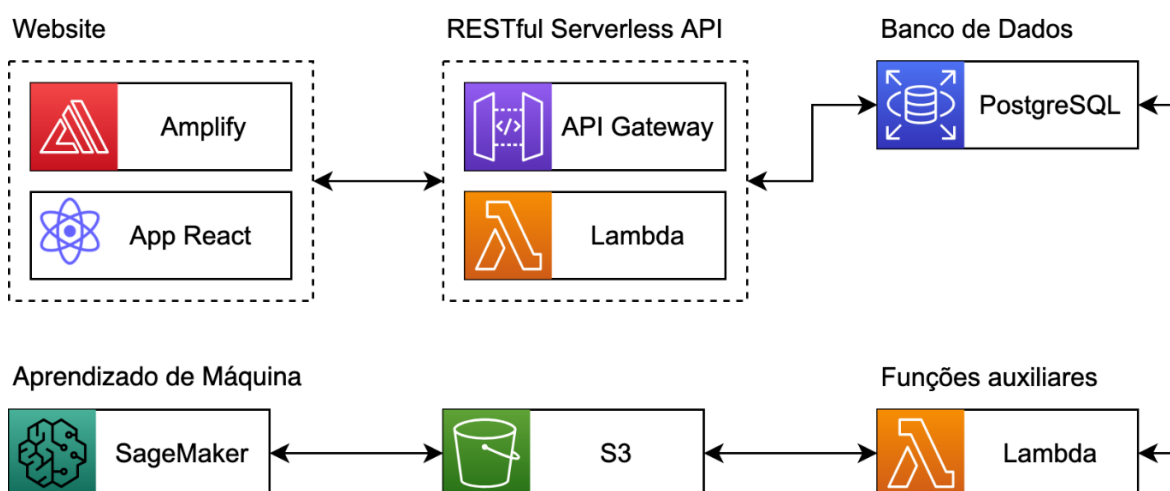 Website
RESTful Serverless API
Banco de Dados
Amplify
API Gateway
PostgreSQL
</>
App React
Lambda
Aprendizado de Máquina
Funções auxiliares
SageMaker
S3
Lambda